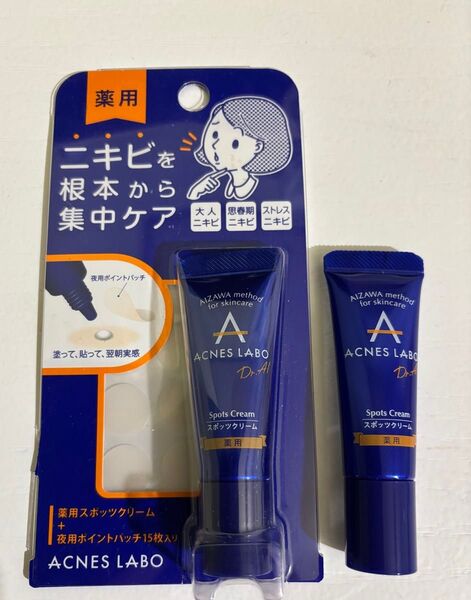 薬用
ニキビを
根本から
集中ケア
大人
ニキビ
思春期
ニキビ
ストレス
ニキビ
夜用ポイントパッチ
塗って、貼って、翌朝実感
薬用スポッツクリーム
+
夜用ポイントパッチ15枚入り
ACNES LABO
AIZAWA method
for skincare
A
ACNES LABO
Spots Cream
スポッツクリーム
薬用
AIZAWA method
for skincare
A
ACNES LABO
Spots Cream
スポッツクリーム
薬用